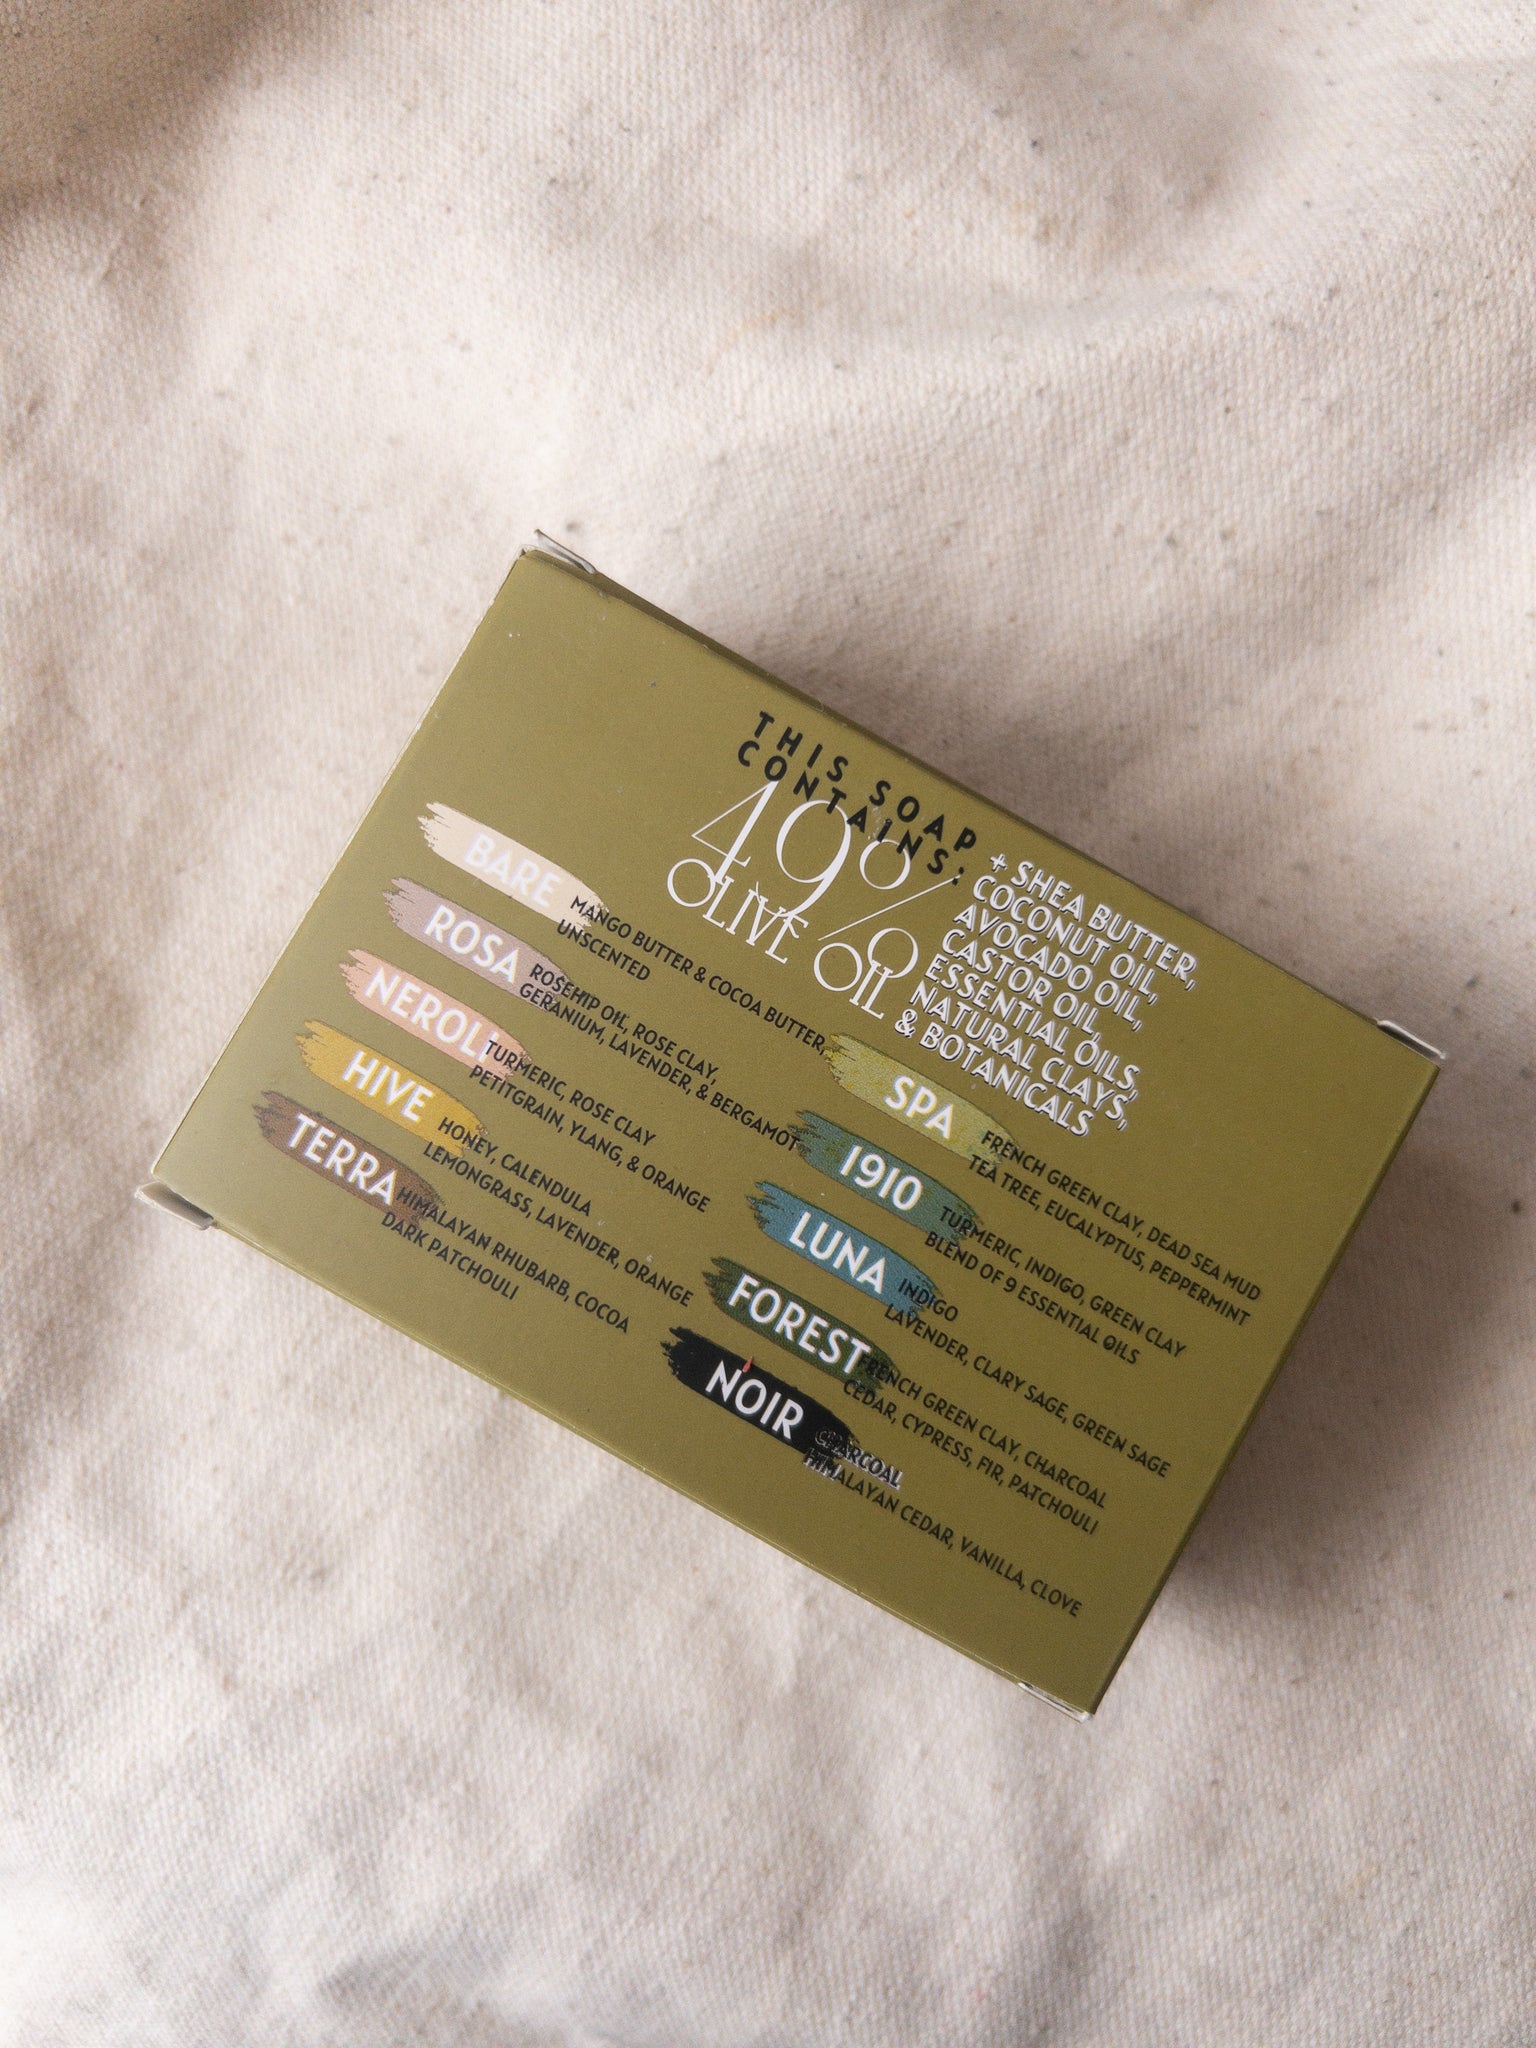 THIS SOAP
CONTAINS:
49%
OLIVE OIL
+ SHEA BUTTER,
COCONUT OIL,
AVOCADO OIL,
CASTOR OIL,
ESSENTIAL OILS,
NATURAL CLAYS,
& BOTANICALS
BARE
MANGO BUTTER & COCOA BUTTER,
UNSCENTED
ROSA
ROSEHIP OIL, ROSE CLAY,
GERANIUM, LAVENDER, & BERGAMOT
NEROLI
TURMERIC, ROSE CLAY
PETITGRAIN, YLANG, & ORANGE
HIVE
HONEY, CALENDULA
LEMONGRASS, LAVENDER, ORANGE
TERRA
HIMALAYAN RHUBARB, COCOA
DARK PATCHOULI
SPA
FRENCH GREEN CLAY, DEAD SEA MUD
TEA TREE, EUCALYPTUS, PEPPERMINT
1910
TURMERIC, INDIGO, GREEN CLAY
BLEND OF 9 ESSENTIAL OILS
LUNA
INDIGO
LAVENDER, CLARY SAGE, GREEN SAGE
FOREST
FRENCH GREEN CLAY, CHARCOAL
CEDAR, CYPRESS, FIR, PATCHOULI
NOIR
CHARCOAL
HIMALAYAN CEDAR, VANILLA, CLOVE